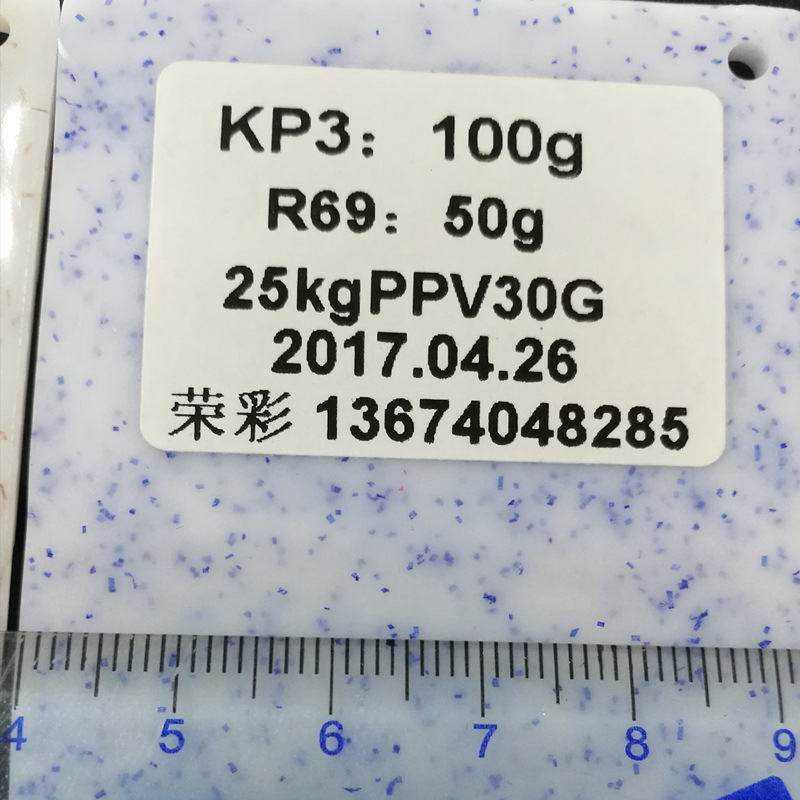 KP3： 100g
R69： 50g
25kgPPV30G
2017.04.26
荣彩 13674048285
4 5 6 7 8 9